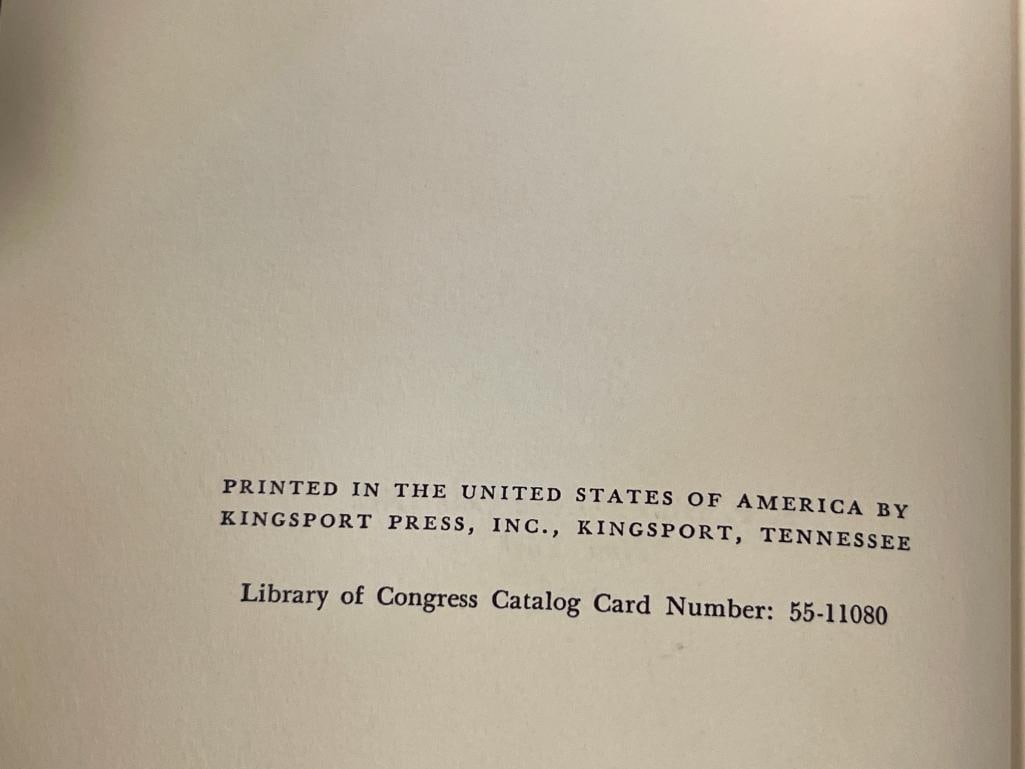 PRINTED IN THE UNITED STATES OF AMERICA BY
KINGSPORT PRESS, INC., KINGSPORT, TENNESSEE
Library of Congress Catalog Card Number: 55-11080